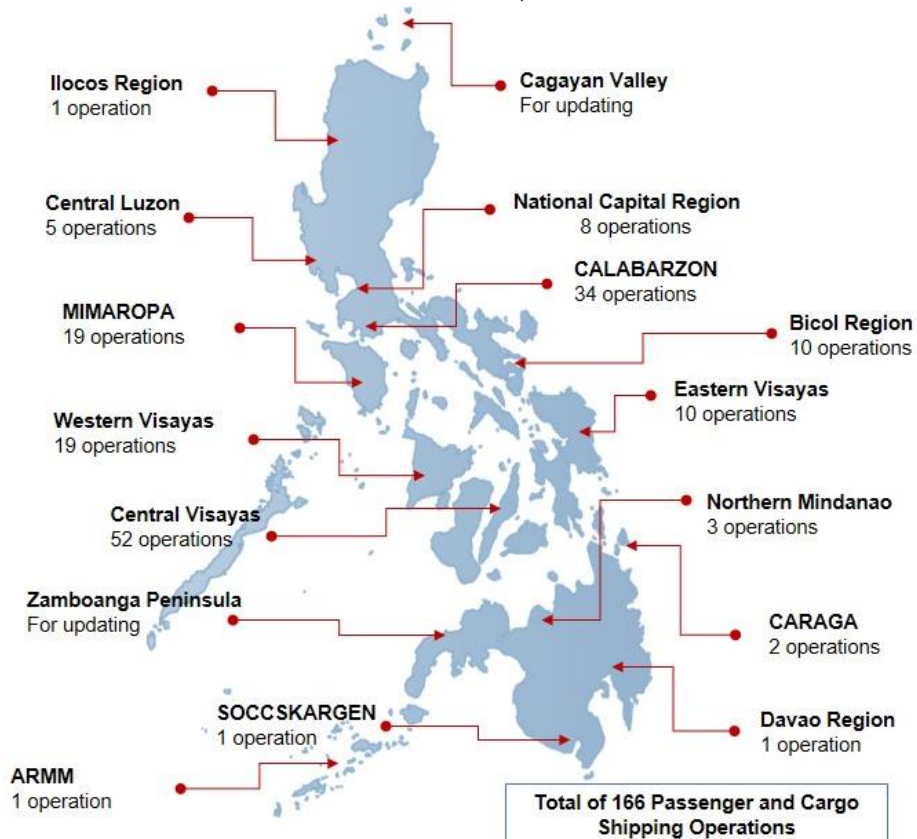 Ilocos Region
1 operation
Cagayan Valley
For updating
Central Luzon
5 operations
National Capital Region
8 operations
CALABARZON
34 operations
MIMAROPA
19 operations
Bicol Region
10 operations
Eastern Visayas
10 operations
Western Visayas
19 operations
Northern Mindanao
3 operations
Central Visayas
52 operations
Zamboanga Peninsula
For updating
CARAGA
2 operations
SOCCSKARGEN
1 operation
Davao Region
1 operation
ARMM
1 operation
Total of 166 Passenger and Cargo
Shipping Operations